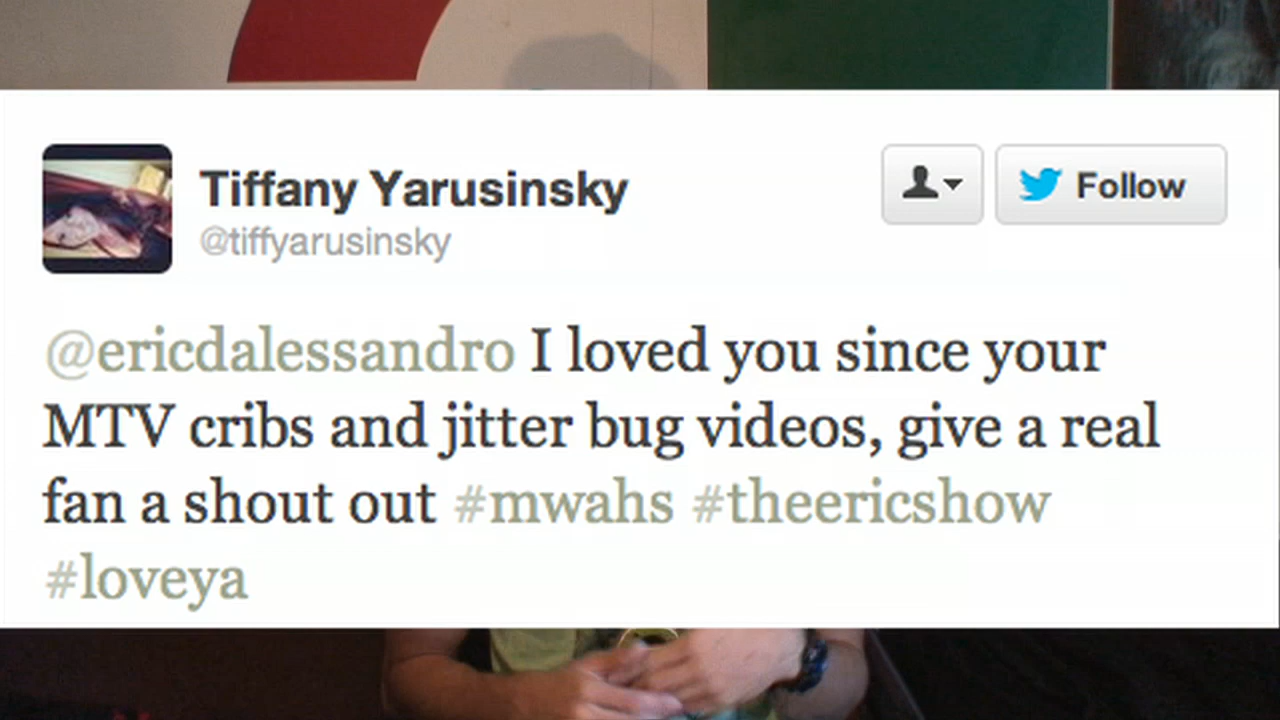 Tiffany Yarusinsky
@tiffyarusinsky
Follow
@ericdalessandro I loved you since your
MTV cribs and jitter bug videos, give a real
fan a shout out #mwahs #theericshow
#loveya